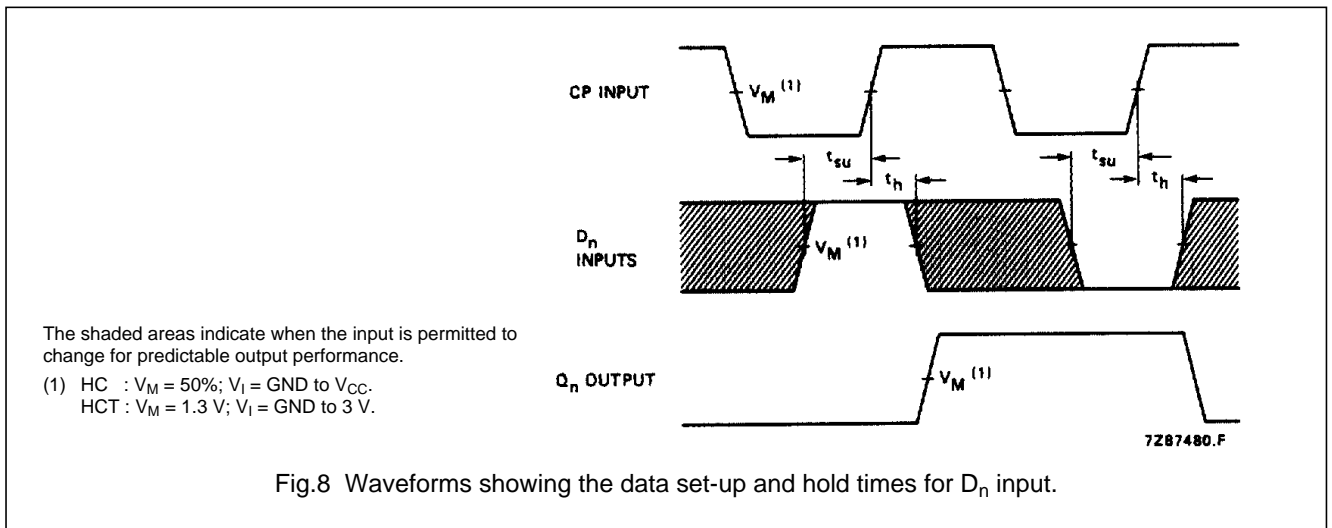 CP INPUT
V_M (1)
t_su
t_h
t_su
t_h
D_n
INPUTS
V_M (1)
The shaded areas indicate when the input is permitted to
change for predictable output performance.
(1) HC : V_M = 50%; V_I = GND to V_CC.
HCT : V_M = 1.3 V; V_I = GND to 3 V.
Q_n OUTPUT
V_M (1)
7Z87480.F
Fig.8 Waveforms showing the data set-up and hold times for D_n input.